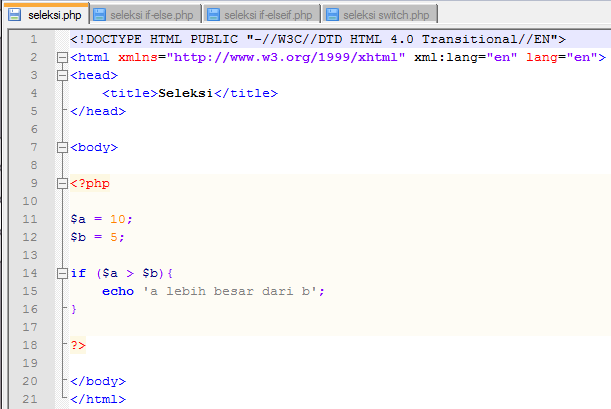 seleksi.php seleksi if-else.php seleksi if-elseif.php seleksi switch.php
1 <!DOCTYPE HTML PUBLIC "-//W3C//DTD HTML 4.0 Transitional//EN">
2 <html xmlns="http://www.w3.org/1999/xhtml" xml:lang="en" lang="en">
3 <head>
4 <title>Seleksi</title>
5 </head>
6
7 <body>
8
9 <?php
10
11 $a = 10;
12 $b = 5;
13
14 if ($a > $b){
15 echo 'a lebih besar dari b';
16 }
17
18 ?>
19
20 </body>
21 </html>